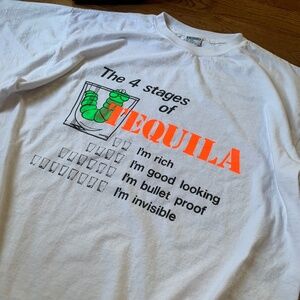 The 4 stages
of
TEQUILA
I'm rich
I'm good looking
I'm bullet proof
I'm invisible